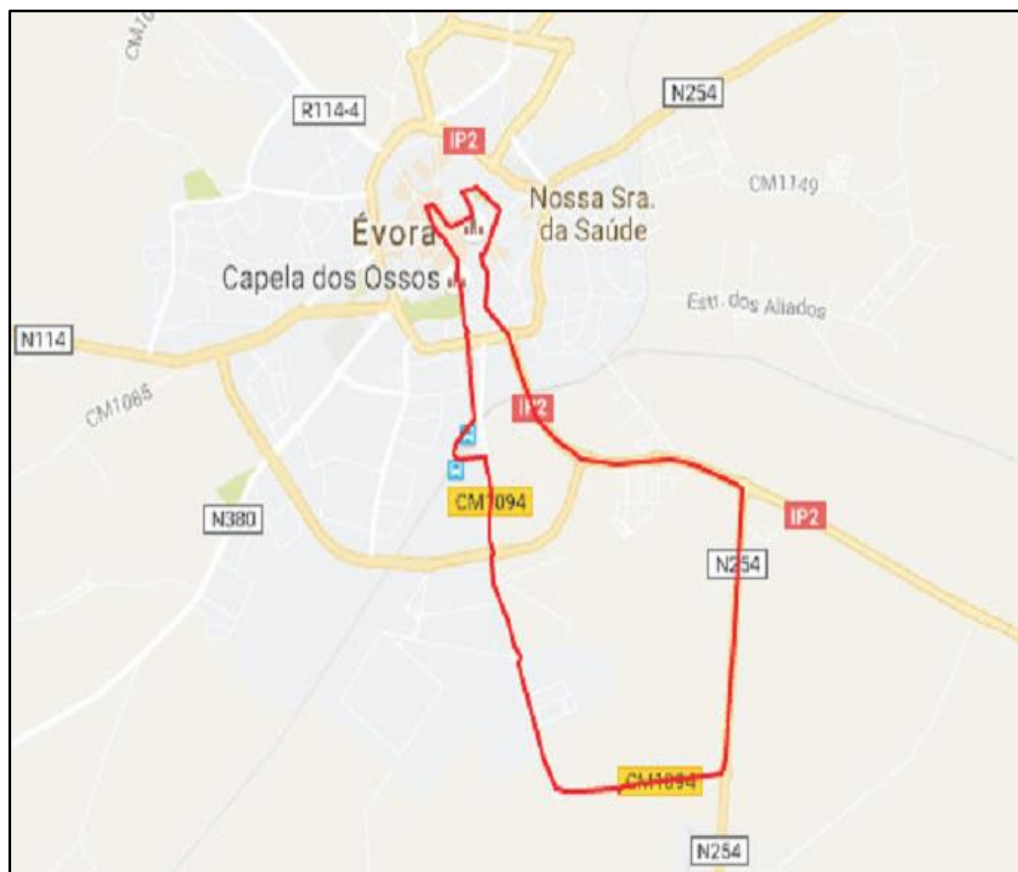 R114-4
N254
IP2
CM1149
Nossa Sra.
da Saúde
Évora
Capela dos Ossos
Estr. dos Aliados
N114
CM1085
IP2
CM1094
N380
IP2
N254
CM1094
N254